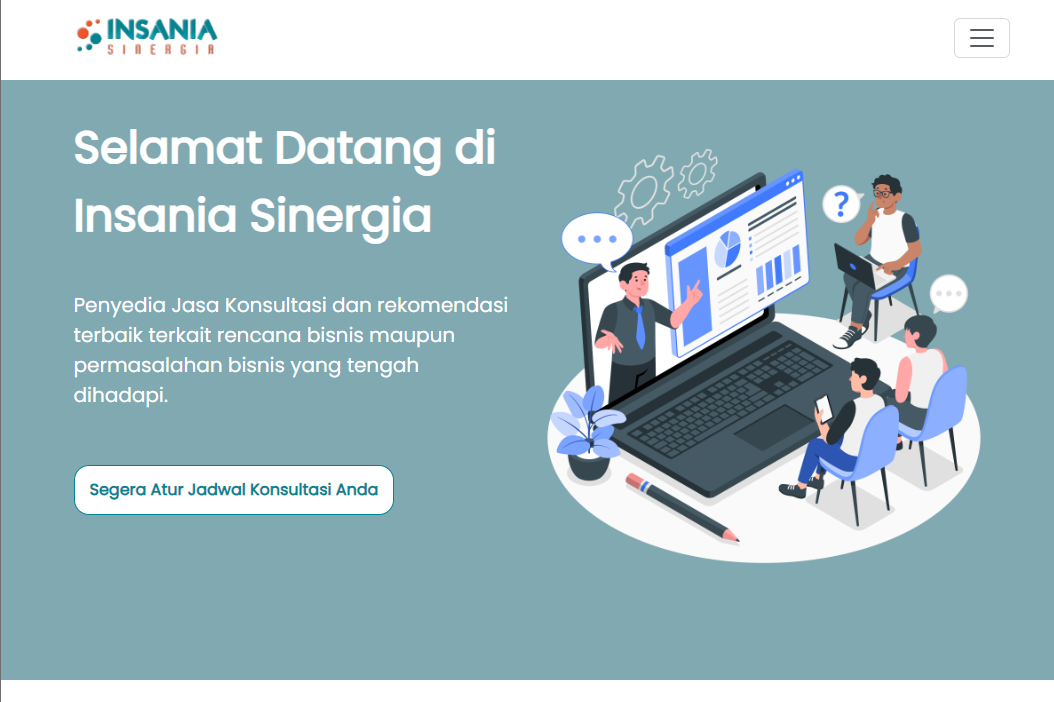 INSANIA
SINERGIA
Selamat Datang di
Insania Sinergia
?
Penyedia Jasa Konsultasi dan rekomendasi
terbaik terkait rencana bisnis maupun
permasalahan bisnis yang tengah
dihadapi.
Segera Atur Jadwal Konsultasi Anda